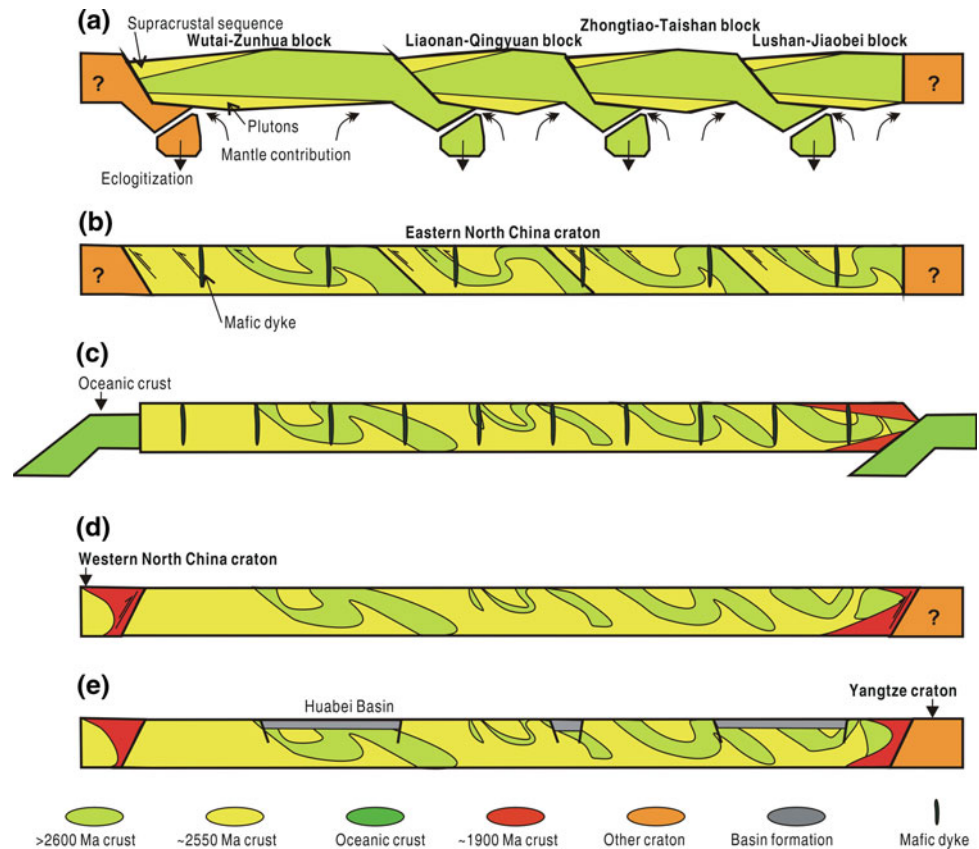 (a)
Supracrustal sequence
Wutai-Zunhua block
Liaonan-Qingyuan block
Zhongtiao-Taishan block
Lushan-Jiaobei block
?
?
Plutons
Mantle contribution
Eclogitization
(b)
Eastern North China craton
?
?
Mafic dyke
(c)
Oceanic crust
(d)
Western North China craton
?
(e)
Huabei Basin
Yangtze craton
>2600 Ma crust
~2550 Ma crust
Oceanic crust
~1900 Ma crust
Other craton
Basin formation
Mafic dyke